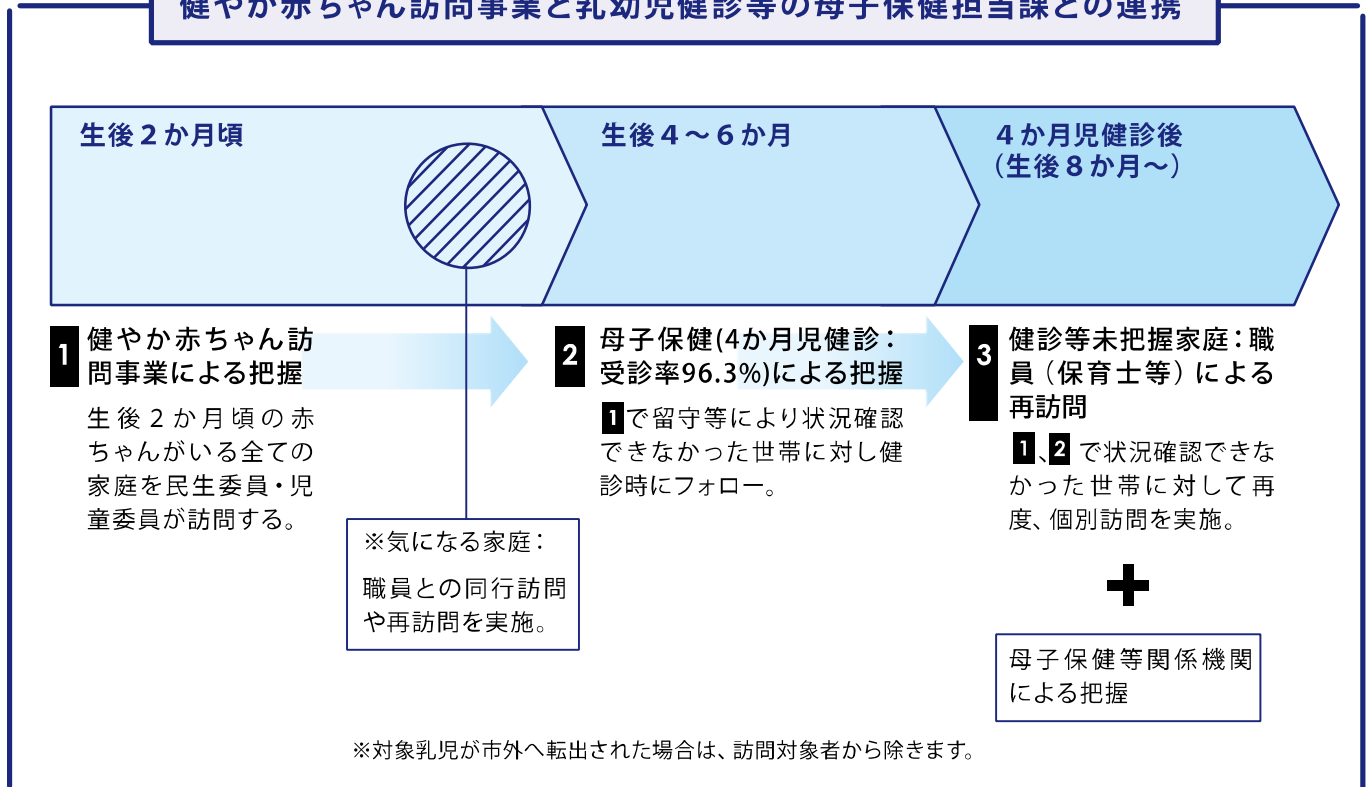 健やか赤ちゃん訪問事業と乳幼児健診等の母子保健担当課との連携
生後2か月頃
生後4～6か月
4か月児健診後
（生後8か月～）
1 健やか赤ちゃん訪
問事業による把握
生後2か月頃の赤
ちゃんがいる全ての
家庭を民生委員・児
童委員が訪問する。
※気になる家庭：
職員との同行訪問
や再訪問を実施。
2 母子保健(4か月児健診：
受診率96.3%)による把握
1で留守等により状況確認
できなかった世帯に対し健
診時にフォロー。
3 健診等未把握家庭：職
員（保育士等）による
再訪問
1、2 で状況確認できな
かった世帯に対して再
度、個別訪問を実施。
＋
母子保健等関係機関
による把握
※対象乳児が市外へ転出された場合は、訪問対象者から除きます。